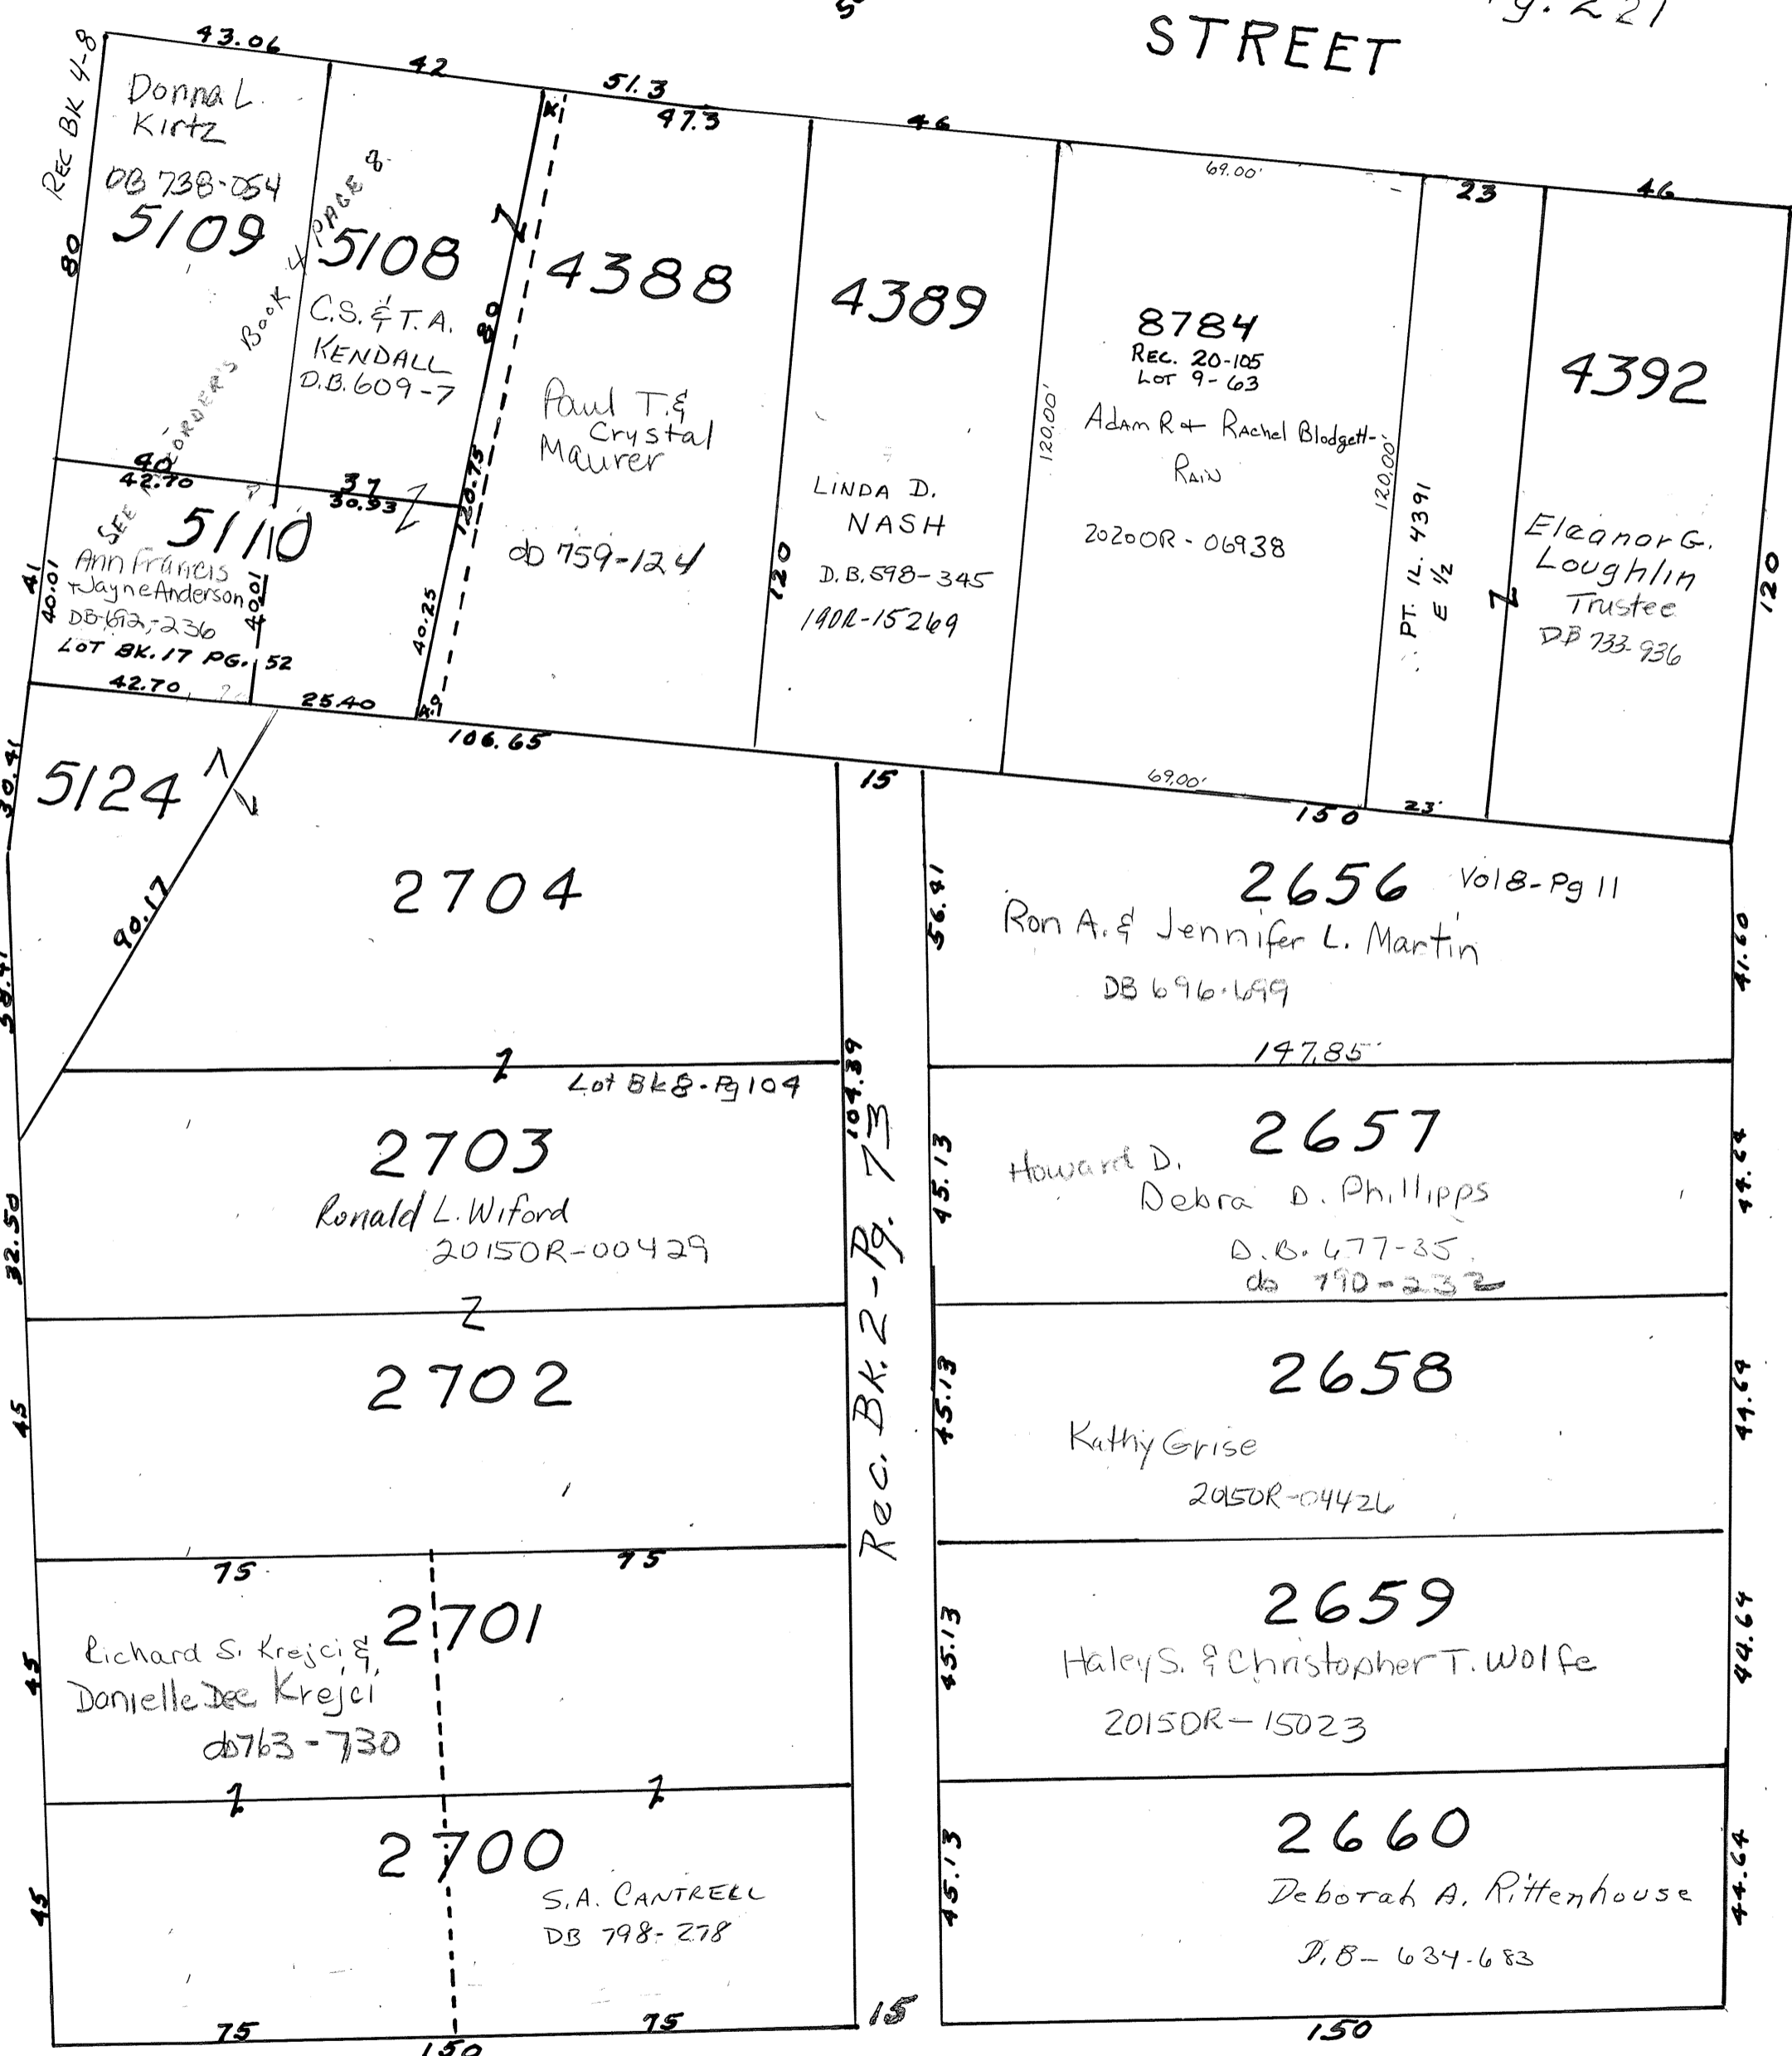 STREET
43.06
42
51.3
47.3
46
69.00'
23
46
REC BK 4-8
80
Donna L.
Kirtz
DB 738-054
5109
SEE RECORDER'S BOOK 4 PAGE 8
5108
C.S. & T.A.
KENDALL
D.B. 609-7
80
120.75
4388
Paul T. &
Crystal
Maurer
db 759-124
4389
LINDA D.
NASH
D.B. 598-345
190R-15269
120
120.00'
8784
REC. 20-105
LOT 9-63
Adam R & Rachel Blodgett-
Rain
20200R-06938
120.00'
PT. IL. 4391
E 1/2
4392
Eleanor G.
Loughlin
Trustee
DB 733-936
120
40
42.70
37
30.93
5110
Ann Francis
+ Jayne Anderson
DB-692-236
LOT BK. 17 PG. 52
41
40.01
40.01
40.25
42.70
25.40
106.65
15
69.00'
150
23'
30.41
5124
90.17
2704
104.39
56.41
2656 Vol 8-Pg 11
Ron A. & Jennifer L. Martin
DB 696-699
147.85'
41.60
Lot Bk 8-Pg 104
2703
Ronald L. Wiford
20150R-00429
32.50
Rec. Bk. 2-Pg. 73
45.13
2657
Howard D.
Debra D. Phillipps
D.B. 677-35
db 790-232
44.64
2702
45
45.13
2658
Kathy Grise
20150R-04426
44.64
75
75
2701
Richard S. Krejci &
Danielle Dee Krejci
db763-730
45
45.13
2659
Haley S. & Christopher T. Wolfe
20150R-15023
44.64
2700
S.A. CANTRELL
DB 798-278
45
45.13
2660
Deborah A. Rittenhouse
D.B- 634-683
44.64
75
75
15
150
150